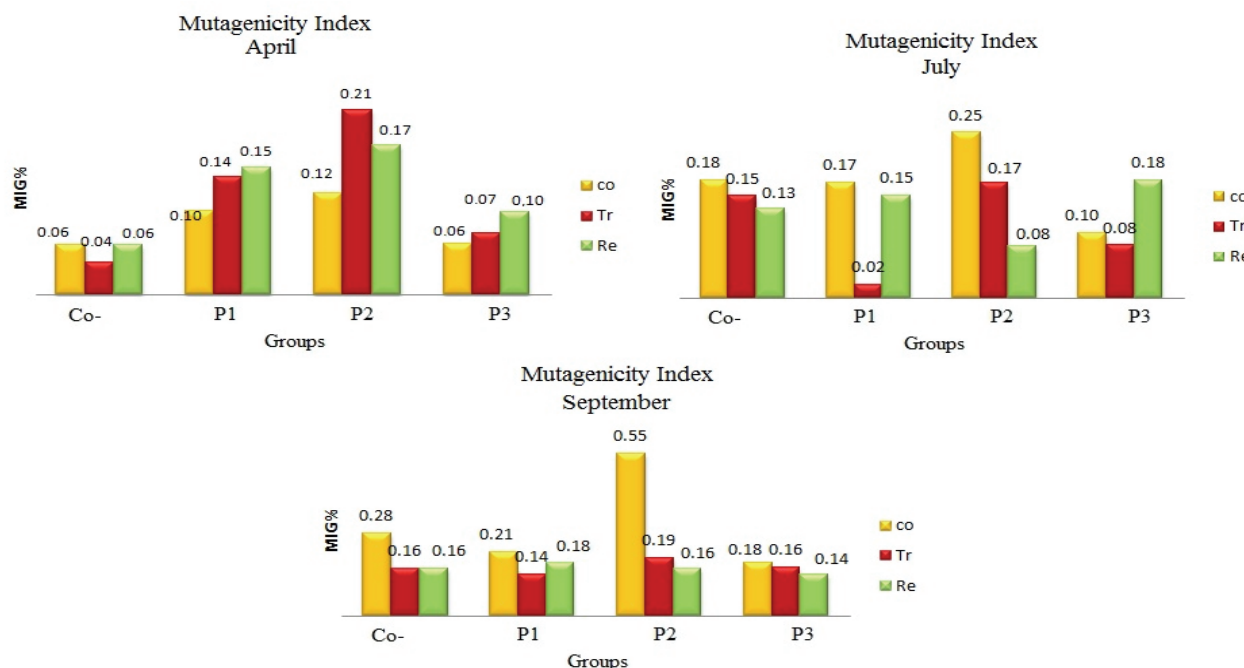 Mutagenicity Index
April
MIG%
0.06
0.04
0.06
0.10
0.14
0.15
0.12
0.21
0.17
0.06
0.07
0,10
Co-
P1
P2
P3
Groups
co
Tr
Re
Mutagenicity Index
July
MIG%
0.18
0.15
0.13
0.17
0.02
0.15
0.25
0.17
0.08
0.10
0.08
0.18
Co-
P1
P2
P3
Groups
co
Tr
Re
Mutagenicity Index
September
MIG%
0.28
0.16
0.16
0.21
0.14
0.18
0.55
0.19
0.16
0.18
0.16
0.14
Co-
P1
P2
P3
Groups
co
Tr
Re